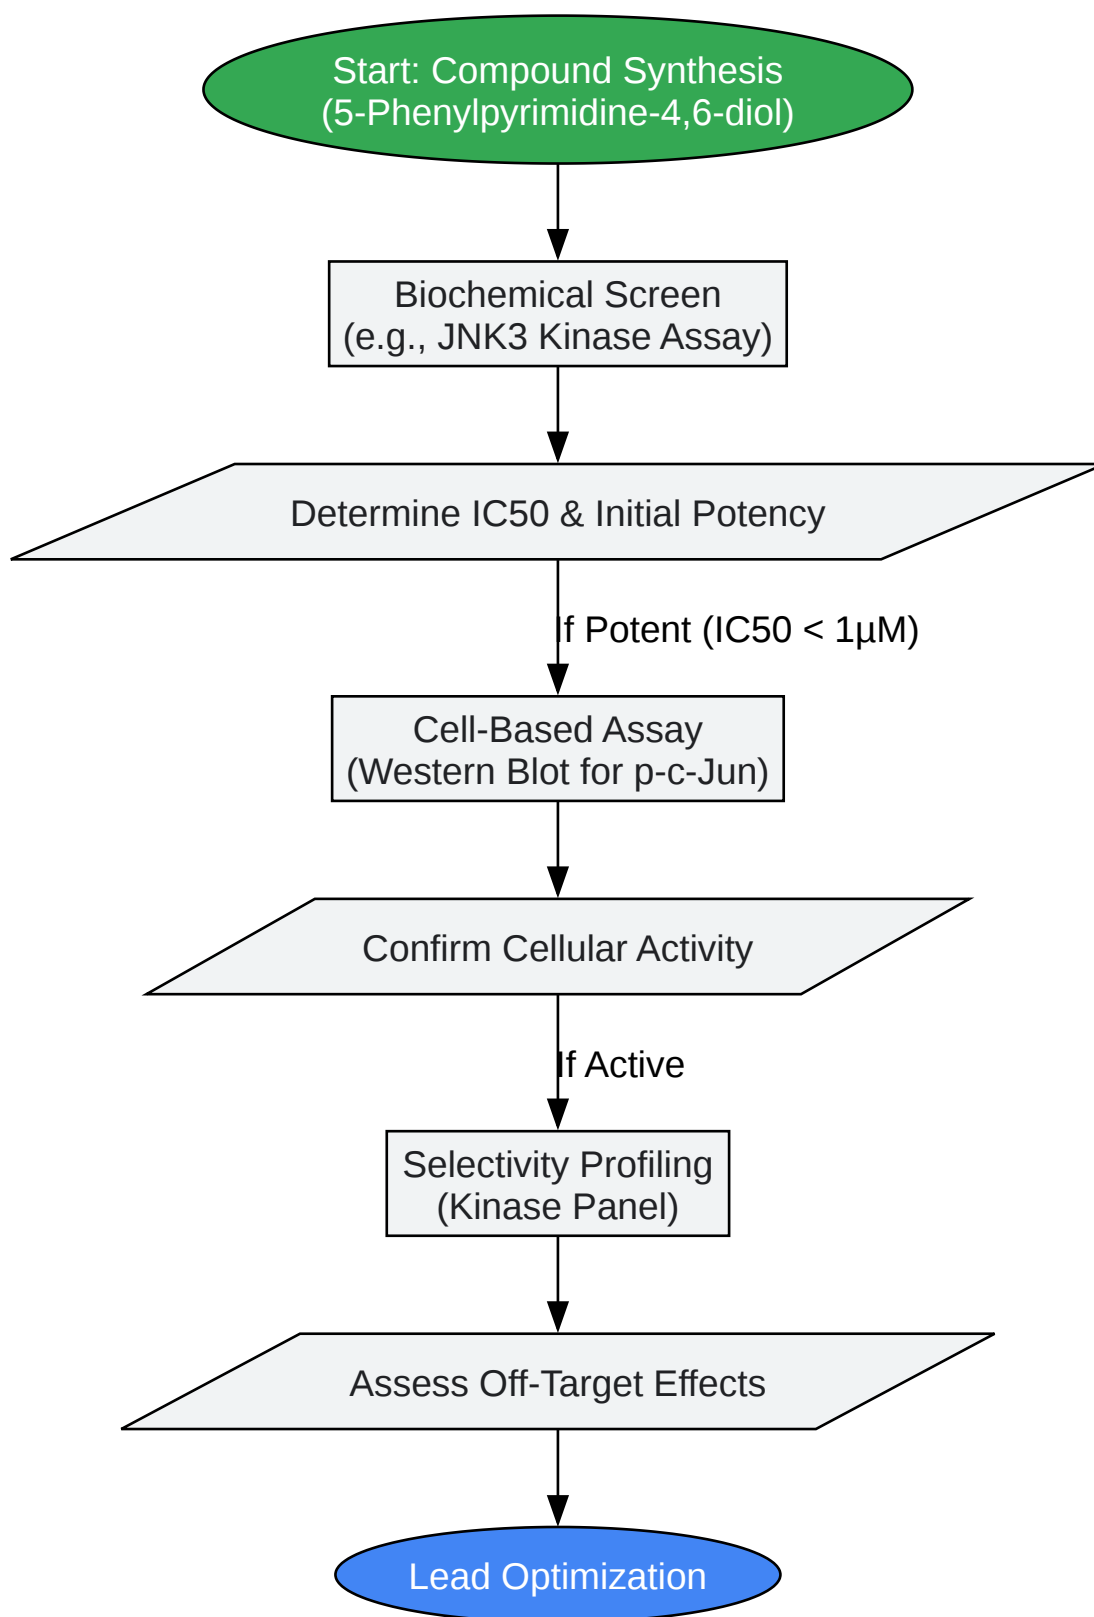 Start: Compound Synthesis
(5-Phenylpyrimidine-4,6-diol)
Biochemical Screen
(e.g., JNK3 Kinase Assay)
Determine IC50 & Initial Potency
If Potent (IC50 < 1µM)
Cell-Based Assay
(Western Blot for p-c-Jun)
Confirm Cellular Activity
If Active
Selectivity Profiling
(Kinase Panel)
Assess Off-Target Effects
Lead Optimization